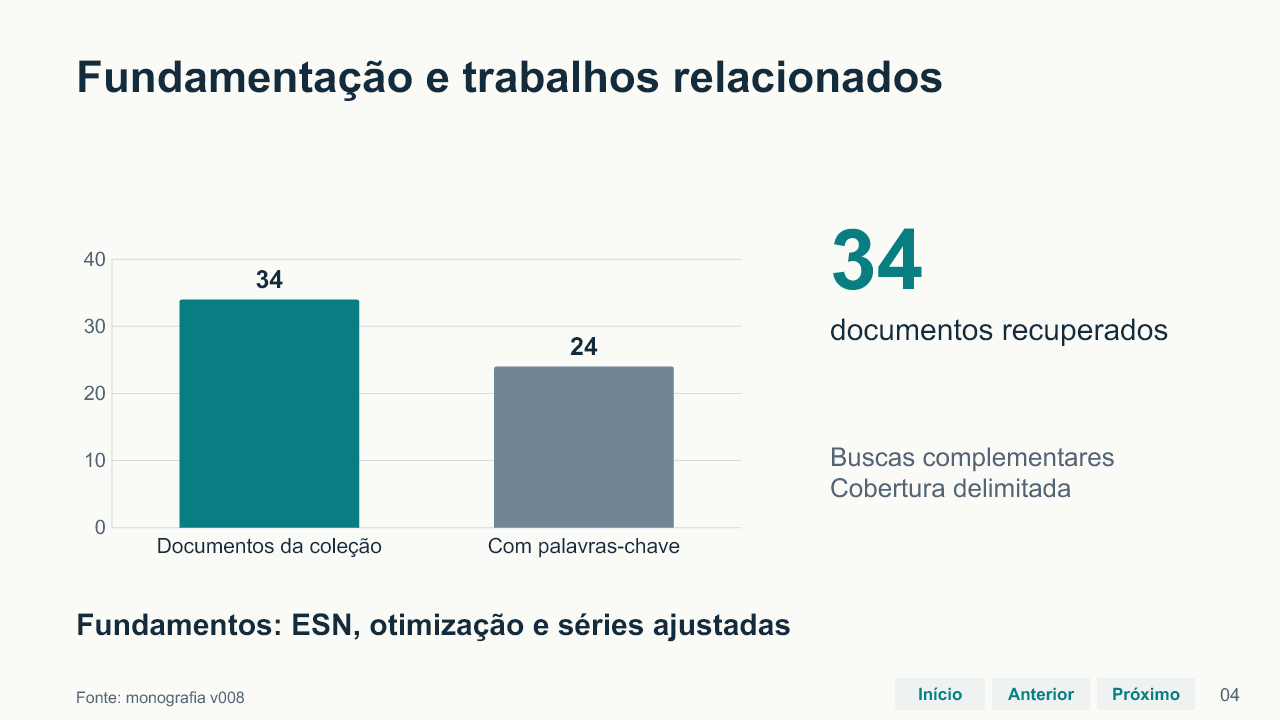 Fundamentação e trabalhos relacionados
40
30
20
10
0
34
24
Documentos da coleção
Com palavras-chave
34
documentos recuperados
Buscas complementares
Cobertura delimitada
Fundamentos: ESN, otimização e séries ajustadas
Fonte: monografia v008
Início
Anterior
Próximo
04